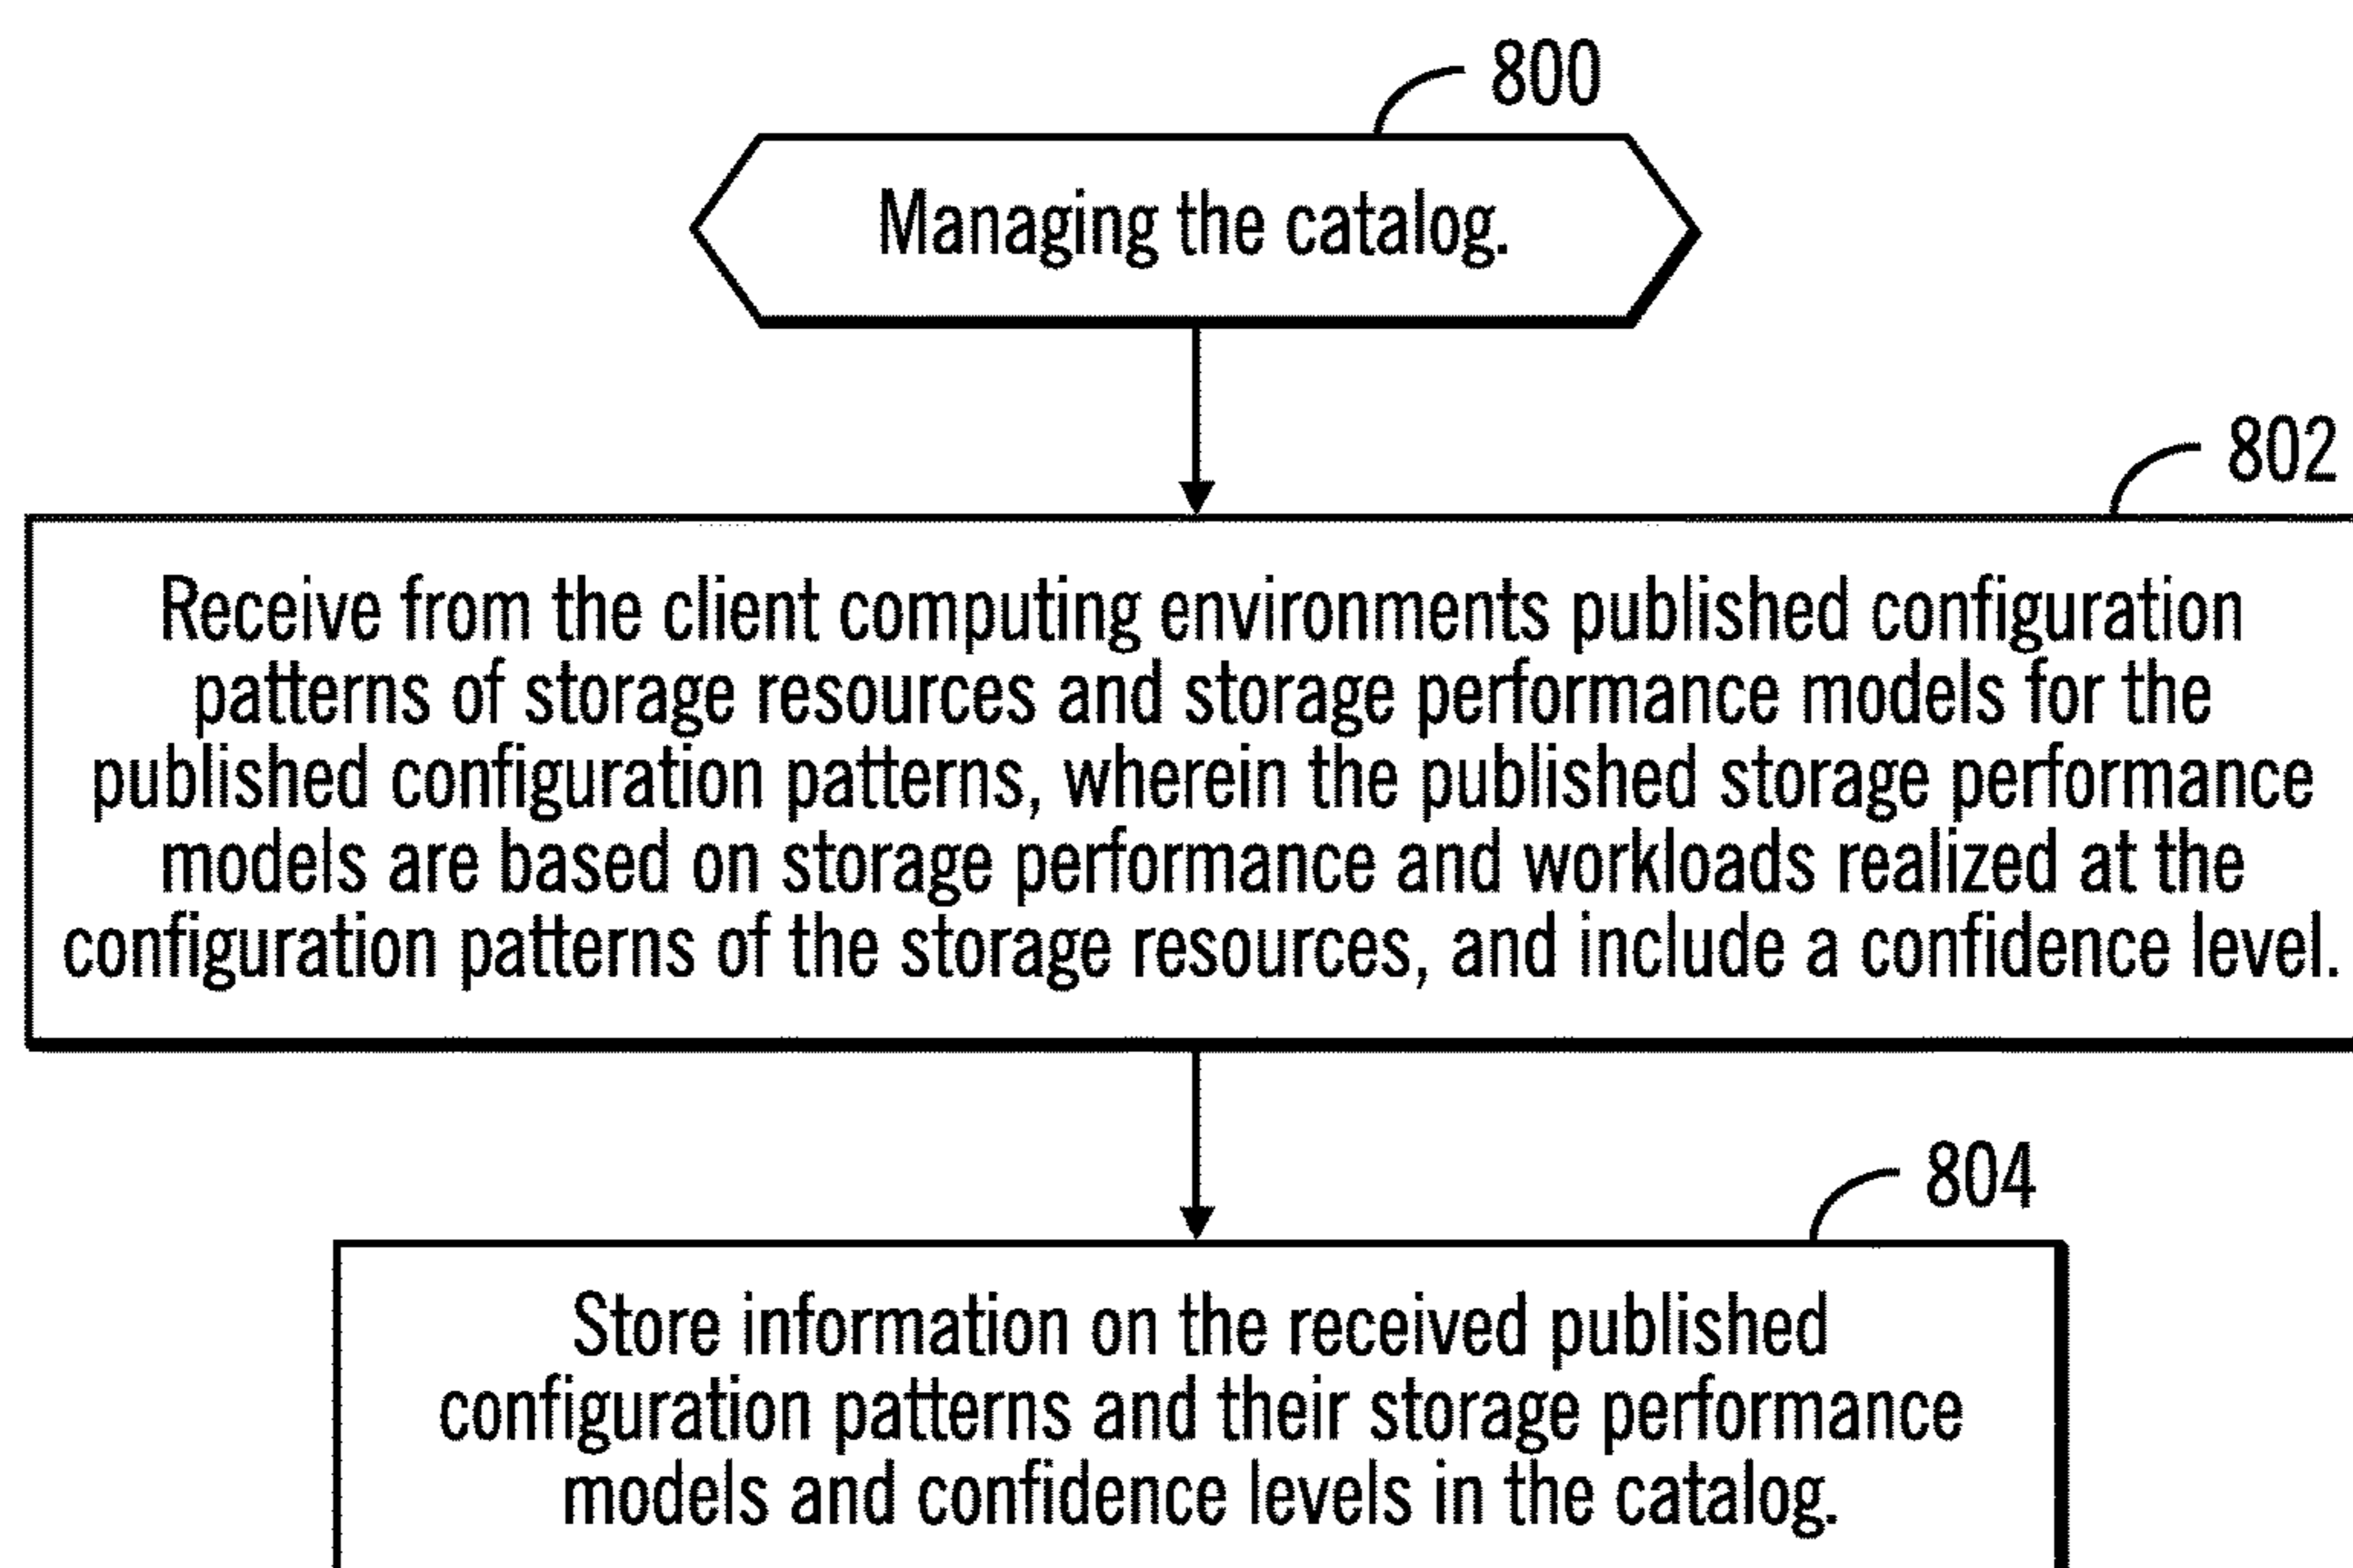 800
Managing the catalog.
802
Receive from the client computing environments published configuration
patterns of storage resources and storage performance models for the
published configuration patterns, wherein the published storage performance
models are based on storage performance and workloads realized at the
configuration patterns of the storage resources, and include a confidence level.
804
Store information on the received published
configuration patterns and their storage performance
models and confidence levels in the catalog.